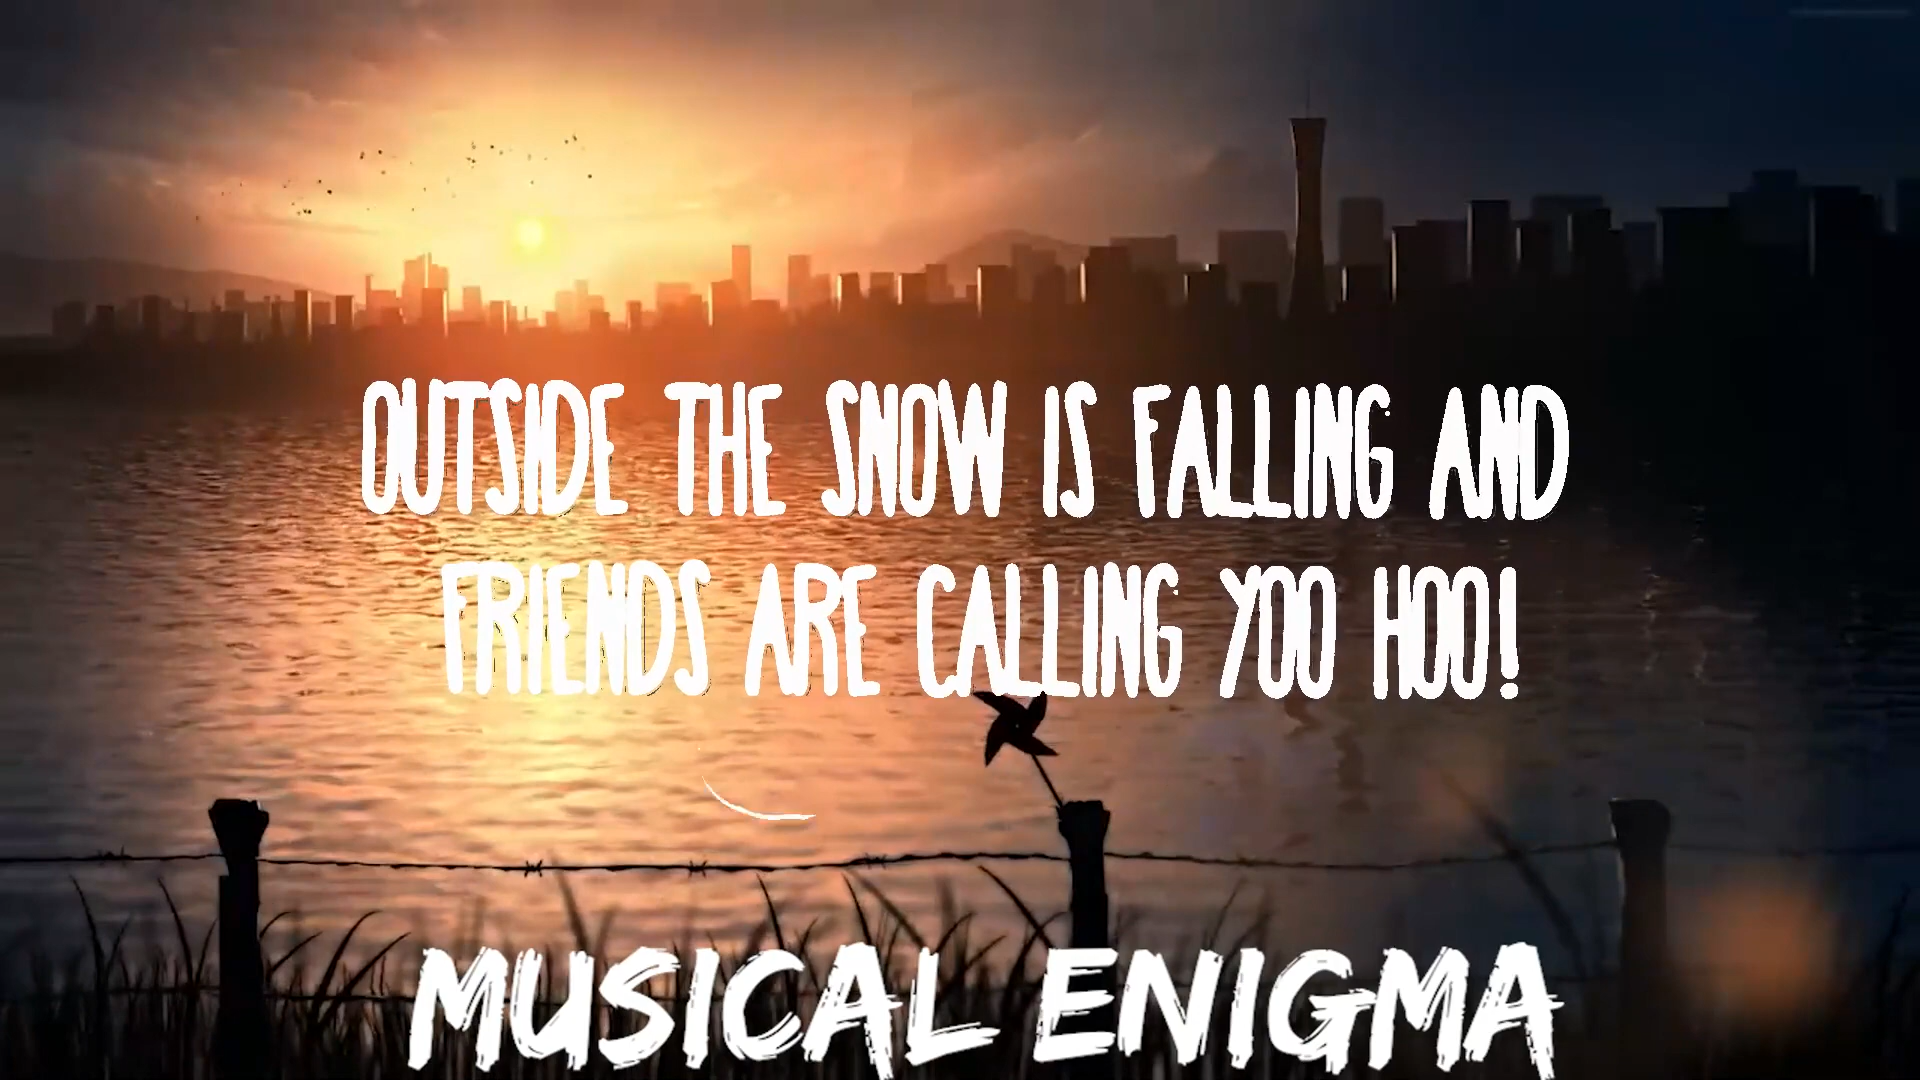 OUTSIDE THE SNOW IS FALLING AND
FRIENDS ARE CALLING YOO HOO!
MUSICAL ENIGMA